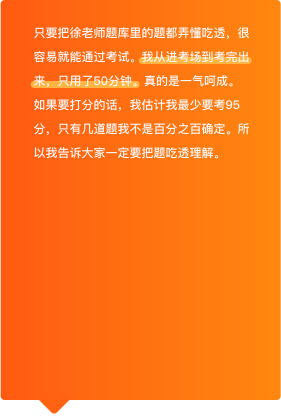 只要把徐老师题库里的题都弄懂吃透，很
容易就能通过考试。我从进考场到考完出
来，只用了50分钟。真的是一气呵成。
如果要打分的话，我估计我最少要考95
分，只有几道题我不是百分之百确定。所
以我告诉大家一定要把题吃透理解。